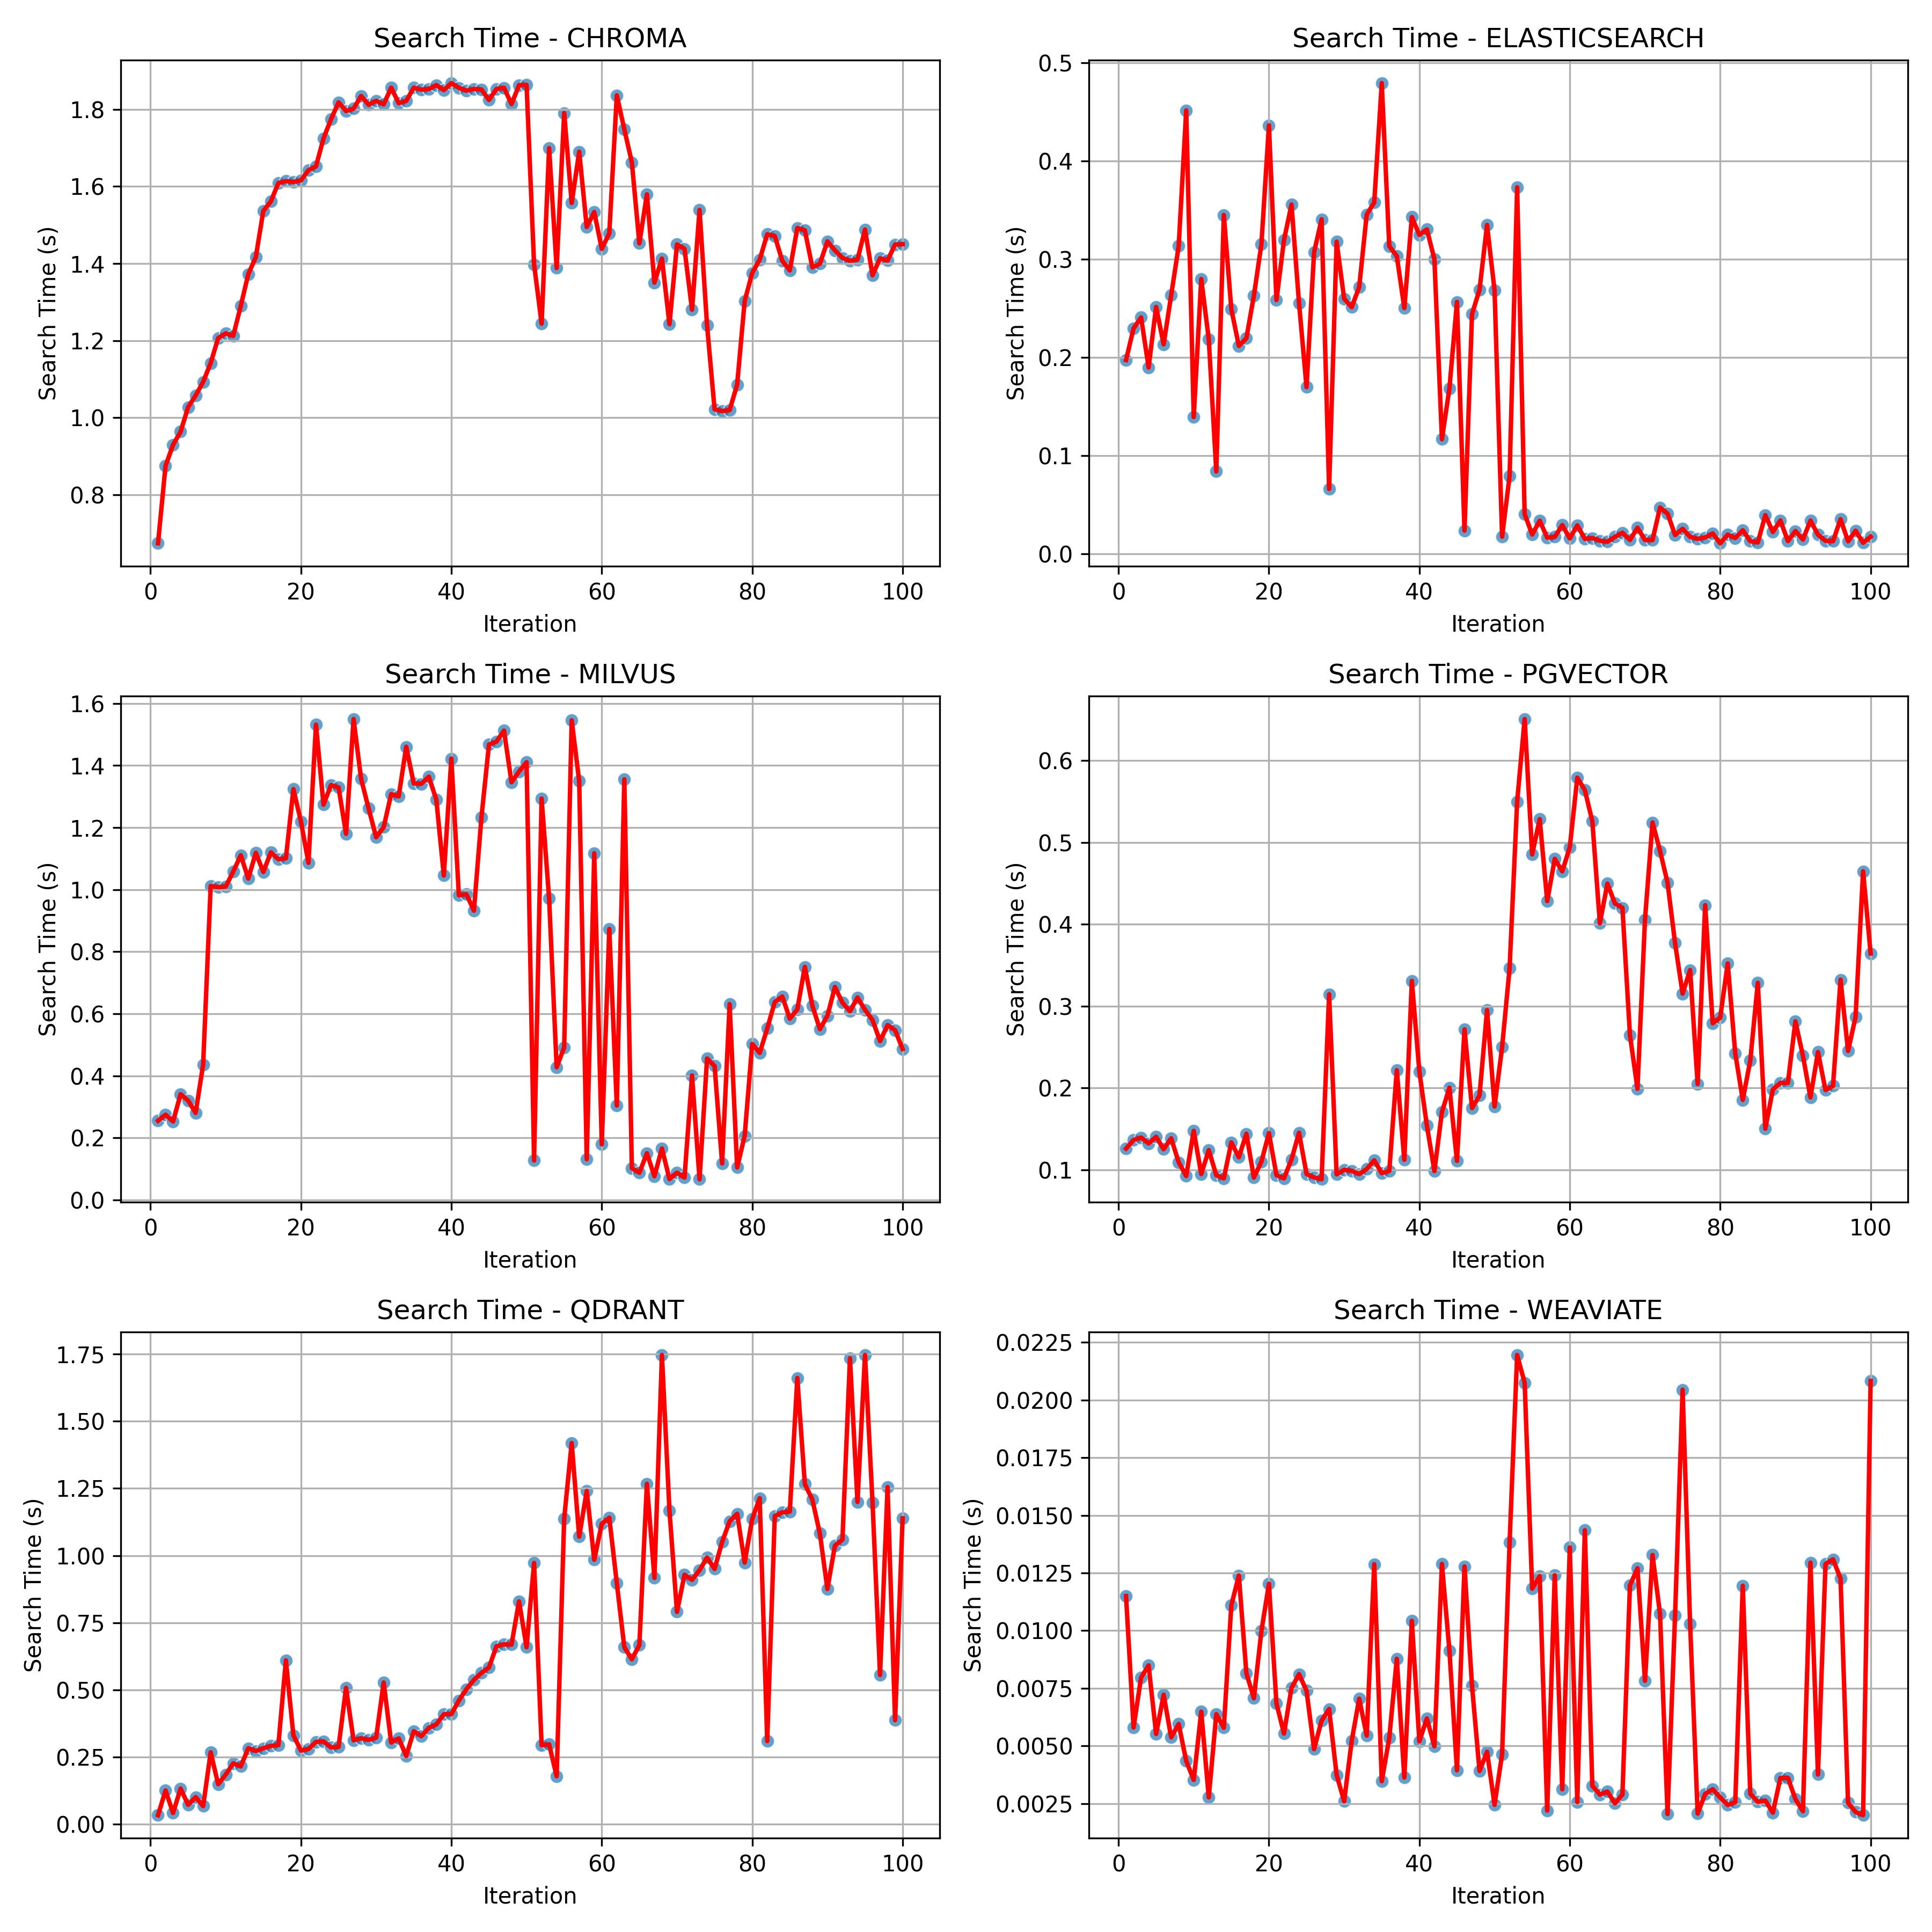 Search Time - CHROMA
Search Time (s)
1.8
1.6
1.4
1.2
1.0
0.8
0 20 40 60 80 100
Iteration
Search Time - ELASTICSEARCH
Search Time (s)
0.5
0.4
0.3
0.2
0.1
0.0
0 20 40 60 80 100
Iteration
Search Time - MILVUS
Search Time (s)
1.6
1.4
1.2
1.0
0.8
0.6
0.4
0.2
0.0
0 20 40 60 80 100
Iteration
Search Time - PGVECTOR
Search Time (s)
0.6
0.5
0.4
0.3
0.2
0.1
0 20 40 60 80 100
Iteration
Search Time - QDRANT
Search Time (s)
1.75
1.50
1.25
1.00
0.75
0.50
0.25
0.00
0 20 40 60 80 100
Iteration
Search Time - WEAVIATE
Search Time (s)
0.0225
0.0200
0.0175
0.0150
0.0125
0.0100
0.0075
0.0050
0.0025
0 20 40 60 80 100
Iteration